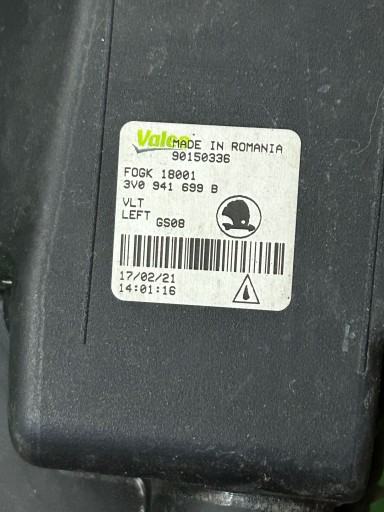 Valeo MADE IN ROMANIA
90150336
FOGK 18001
3V0 941 699 B
VLT
LEFT GS08
17/02/21
14:01:16